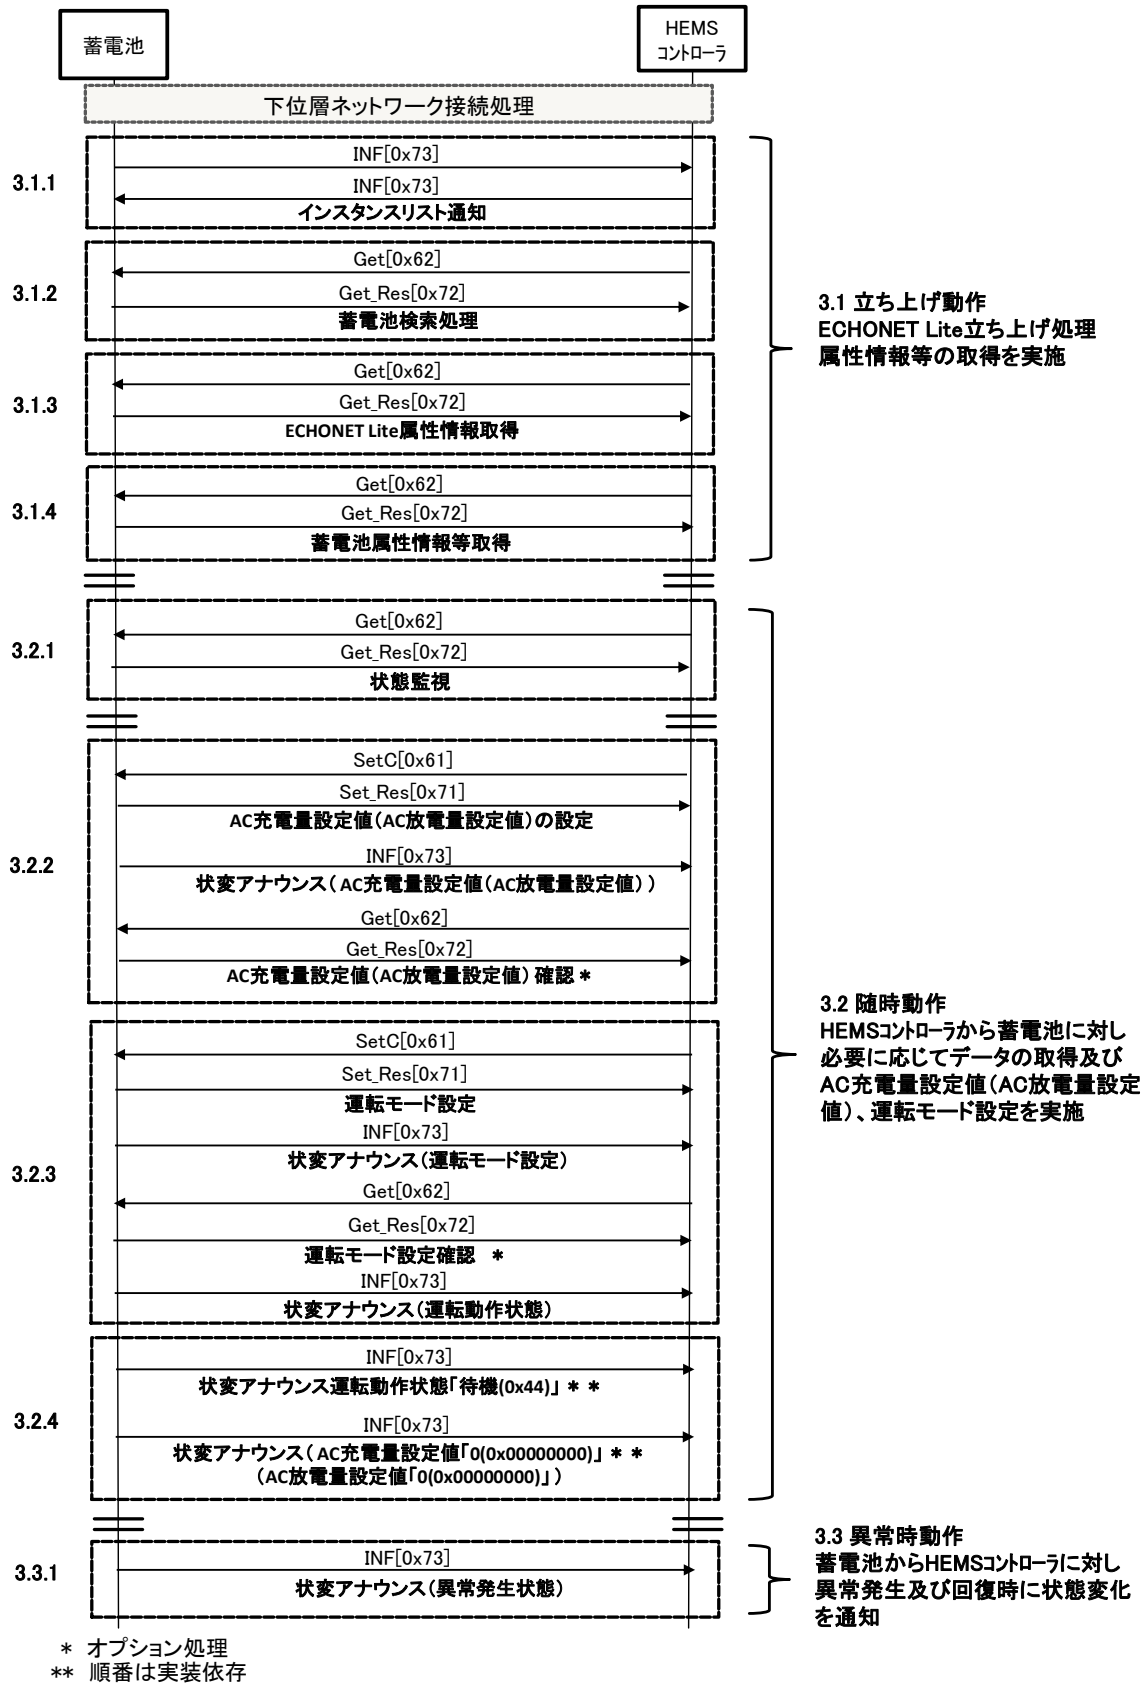 蓄電池
HEMS
コントローラ
下位層ネットワーク接続処理
3.1.1
INF[0x73]
INF[0x73]
インスタンスリスト通知
3.1.2
Get[0x62]
Get_Res[0x72]
蓄電池検索処理
3.1.3
Get[0x62]
Get_Res[0x72]
ECHONET Lite属性情報取得
3.1.4
Get[0x62]
Get_Res[0x72]
蓄電池属性情報等取得
3.1 立ち上げ動作
ECHONET Lite立ち上げ処理
属性情報等の取得を実施
3.2.1
Get[0x62]
Get_Res[0x72]
状態監視
3.2.2
SetC[0x61]
Set_Res[0x71]
AC充電量設定値(AC放電量設定値)の設定
INF[0x73]
状変アナウンス(AC充電量設定値(AC放電量設定値))
Get[0x62]
Get_Res[0x72]
AC充電量設定値(AC放電量設定値)確認*
3.2.3
SetC[0x61]
Set_Res[0x71]
運転モード設定
INF[0x73]
状変アナウンス(運転モード設定)
Get[0x62]
Get_Res[0x72]
運転モード設定確認 *
INF[0x73]
状変アナウンス(運転動作状態)
3.2.4
INF[0x73]
状変アナウンス運転動作状態「待機(0x44)」* *
INF[0x73]
状変アナウンス(AC充電量設定値「0(0x00000000)」* *
(AC放電量設定値「0(0x00000000)」)
3.2 随時動作
HEMSコントローラから蓄電池に対し
必要に応じてデータの取得及び
AC充電量設定値(AC放電量設定
値)、運転モード設定を実施
3.3.1
INF[0x73]
状変アナウンス(異常発生状態)
3.3 異常時動作
蓄電池からHEMSコントローラに対し
異常発生及び回復時に状態変化
を通知
* オプション処理
** 順番は実装依存